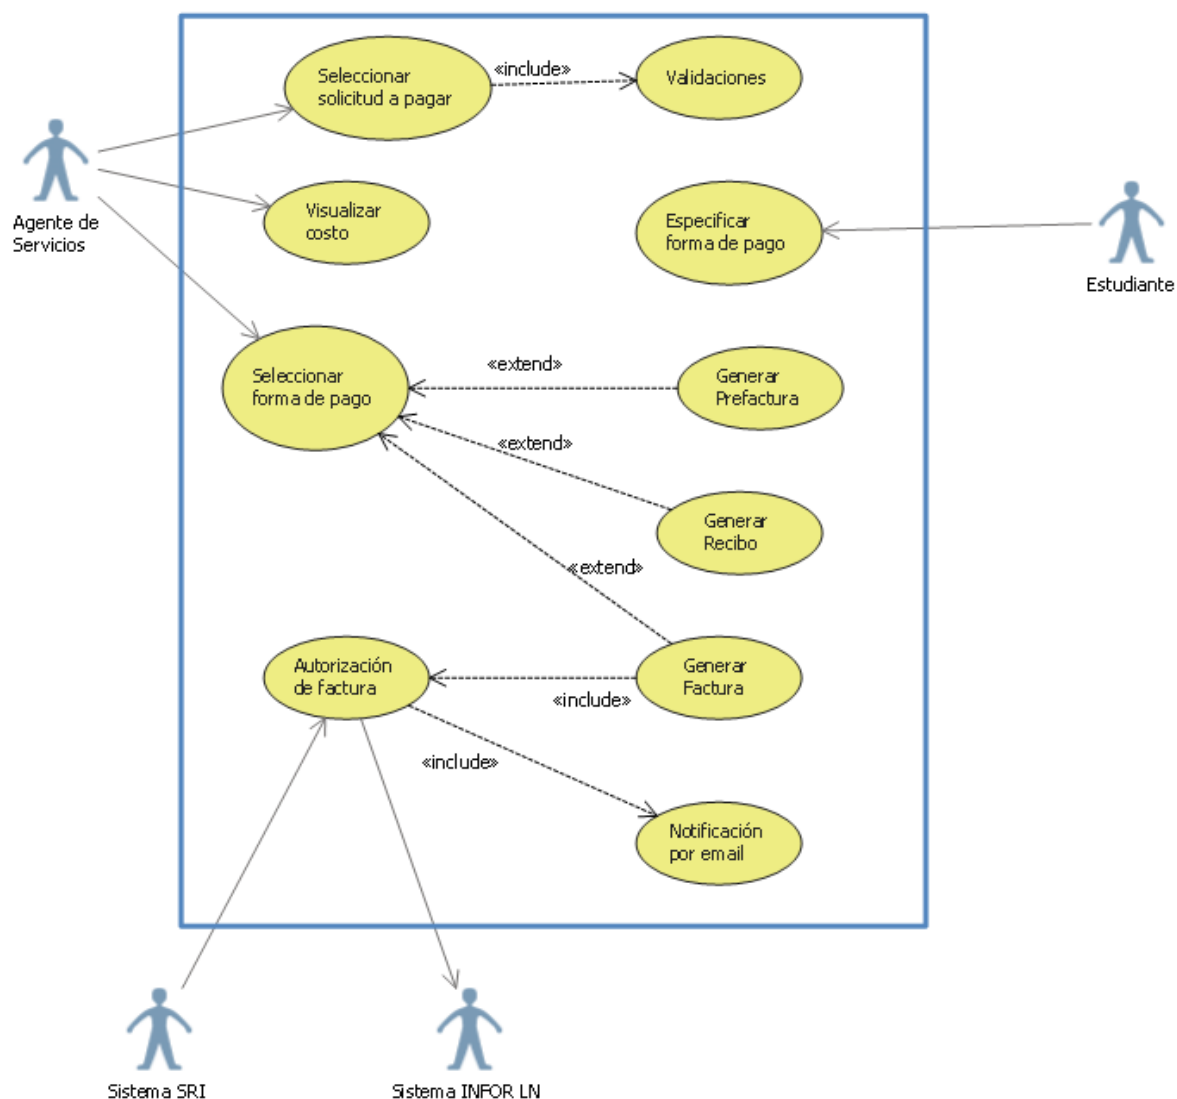 Seleccionar
solicitud a pagar
«include»
Validaciones
Agente de
Servicios
Visualizar
costo
Especificar
forma de pago
Estudiante
Seleccionar
forma de pago
«extend»
Generar
Prefactura
«extend»
Generar
Recibo
«extend»
Autorización
de factura
«include»
Generar
Factura
«include»
Notificación
por email
Sistema SRI
Sistema INFOR LN